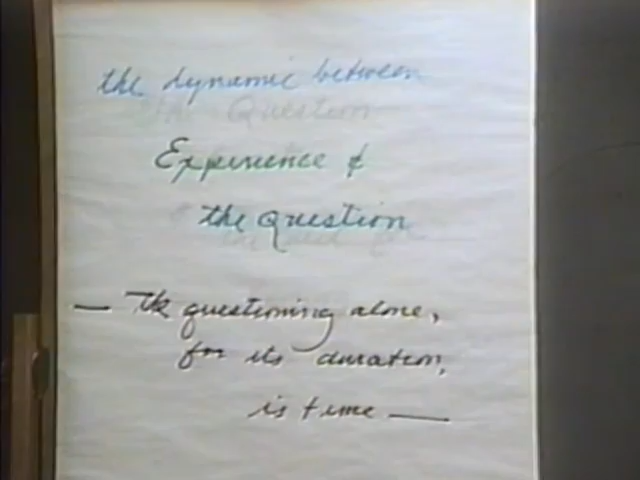 the dynamic between
Experience &
the question
— The questioning alone,
for its duration,
is time —